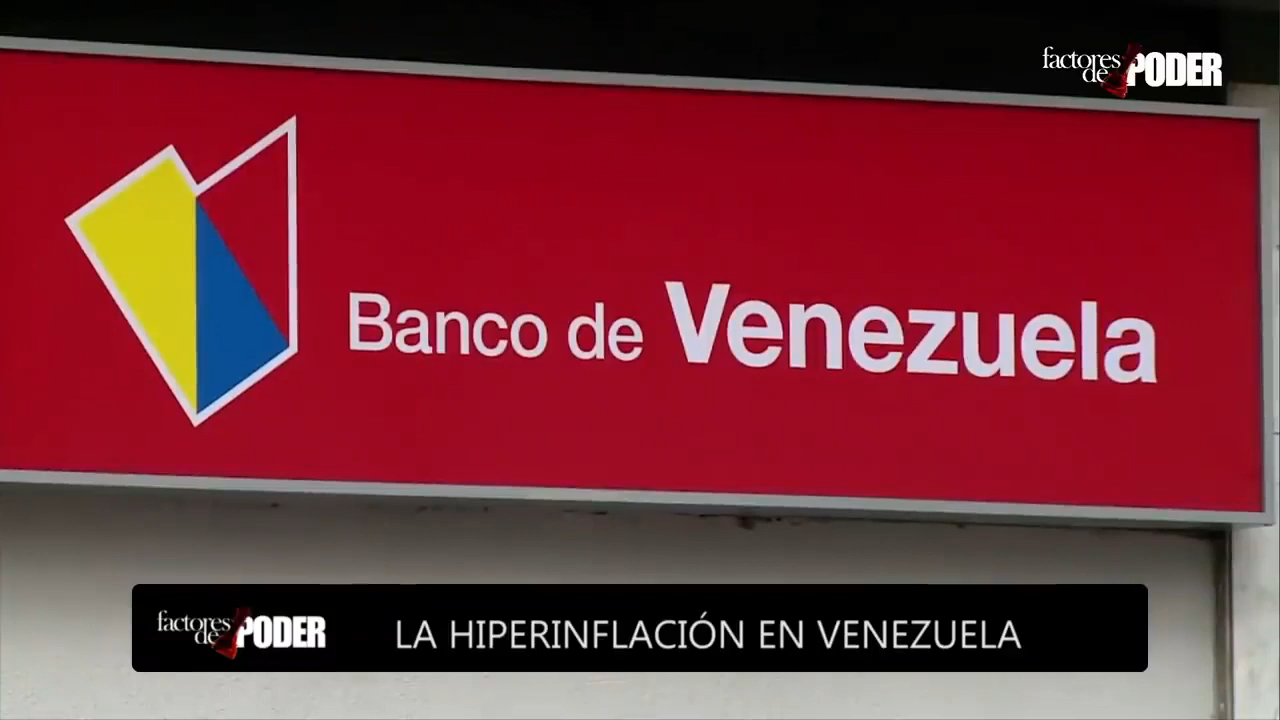 factores
de PODER
Banco de Venezuela
factores
de PODER
LA HIPERINFLACIÓN EN VENEZUELA